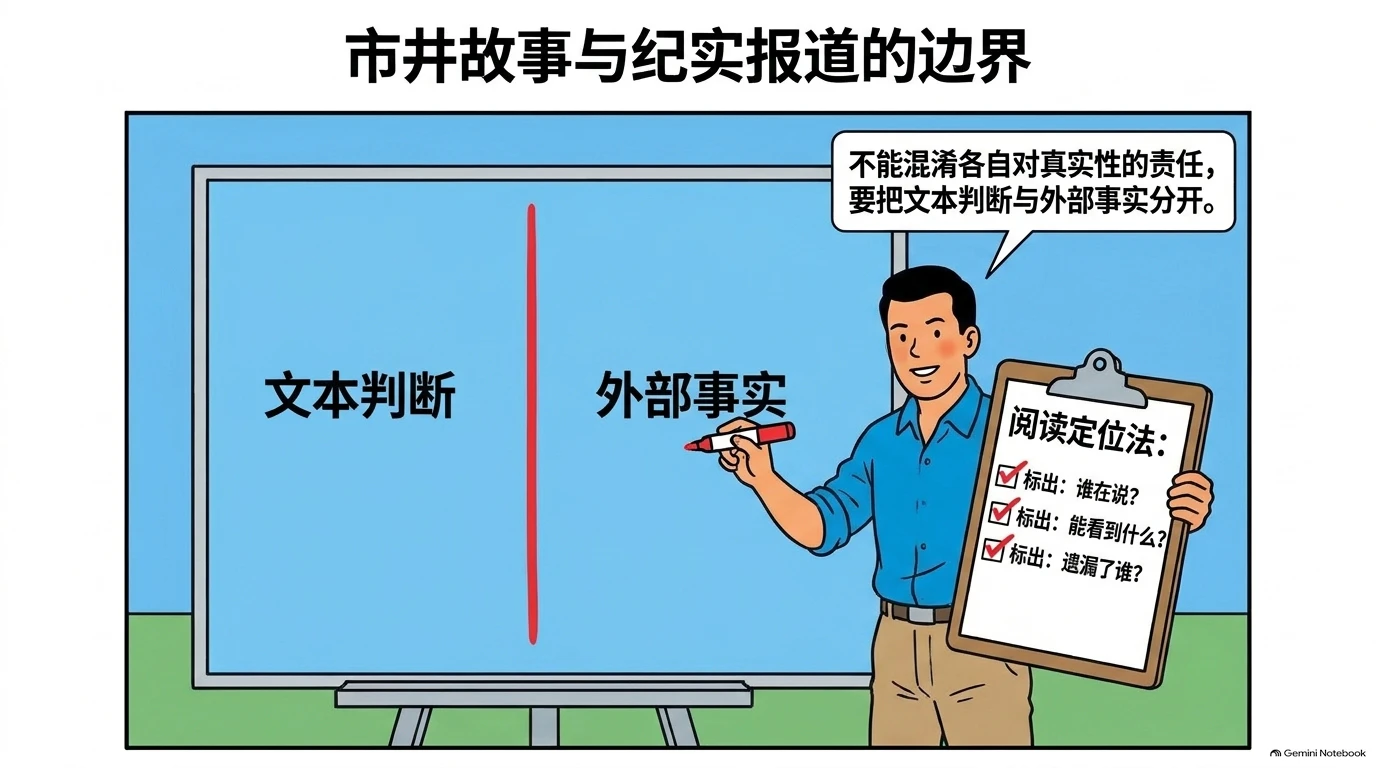 市井故事与纪实报道的边界
不能混淆各自对真实性的责任，
要把文本判断与外部事实分开。
文本判断
外部事实
阅读定位法：
标出：谁在说？
标出：能看到什么？
标出：遗漏了谁？
Gemini Notebook